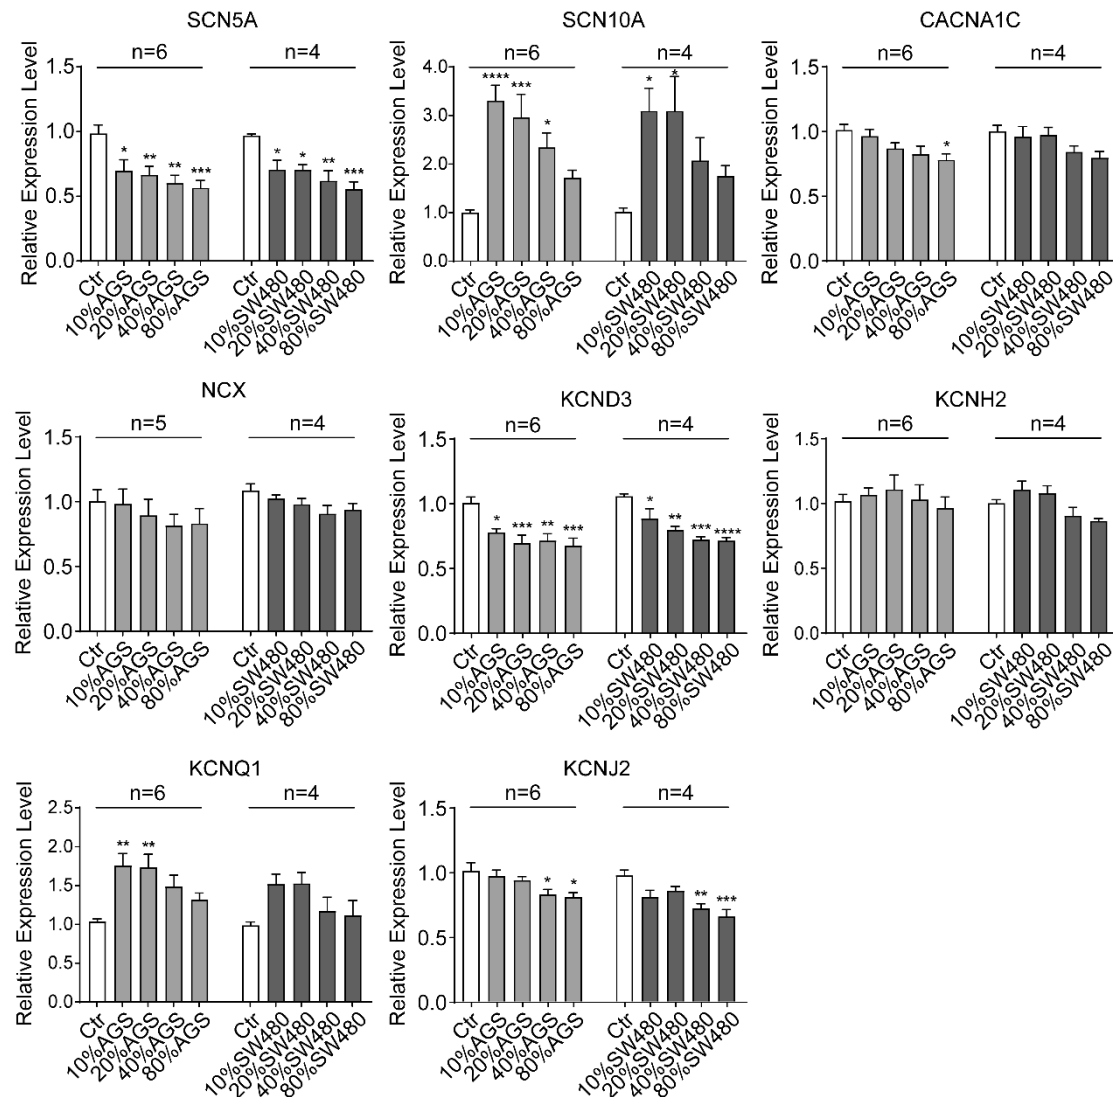 SCN5A
n=6
n=4
Relative Expression Level
1.5
1.0
0.5
0.0
* ** ** ***
* * ** ***
Ctr
10%AGS
20%AGS
40%AGS
80%AGS
Ctr
10%SW480
20%SW480
40%SW480
80%SW480
SCN10A
n=6
n=4
Relative Expression Level
4.0
3.0
2.0
1.0
0.0
**** *** *
* *
Ctr
10%AGS
20%AGS
40%AGS
80%AGS
Ctr
10%SW480
20%SW480
40%SW480
80%SW480
CACNA1C
n=6
n=4
Relative Expression Level
1.5
1.0
0.5
0.0
*
Ctr
10%AGS
20%AGS
40%AGS
80%AGS
Ctr
10%SW480
20%SW480
40%SW480
80%SW480
NCX
n=5
n=4
Relative Expression Level
1.5
1.0
0.5
0.0
Ctr
10%AGS
20%AGS
40%AGS
80%AGS
Ctr
10%SW480
20%SW480
40%SW480
80%SW480
KCND3
n=6
n=4
Relative Expression Level
1.5
1.0
0.5
0.0
* *** ** ***
* ** *** ****
Ctr
10%AGS
20%AGS
40%AGS
80%AGS
Ctr
10%SW480
20%SW480
40%SW480
80%SW480
KCNH2
n=6
n=4
Relative Expression Level
1.5
1.0
0.5
0.0
Ctr
10%AGS
20%AGS
40%AGS
80%AGS
Ctr
10%SW480
20%SW480
40%SW480
80%SW480
KCNQ1
n=6
n=4
Relative Expression Level
2.5
2.0
1.5
1.0
0.5
0.0
** **
Ctr
10%AGS
20%AGS
40%AGS
80%AGS
Ctr
10%SW480
20%SW480
40%SW480
80%SW480
KCNJ2
n=6
n=4
Relative Expression Level
1.5
1.0
0.5
0.0
* *
** ***
Ctr
10%AGS
20%AGS
40%AGS
80%AGS
Ctr
10%SW480
20%SW480
40%SW480
80%SW480